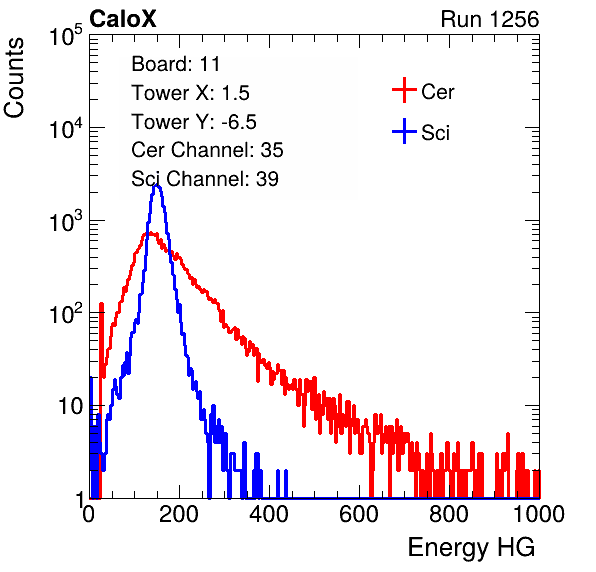 CaloX Run 1256
Counts
10^5
10^4
10^3
10^2
10
1
Board: 11
Tower X: 1.5
Tower Y: -6.5
Cer Channel: 35
Sci Channel: 39
Cer
Sci
0 200 400 600 800 1000
Energy HG